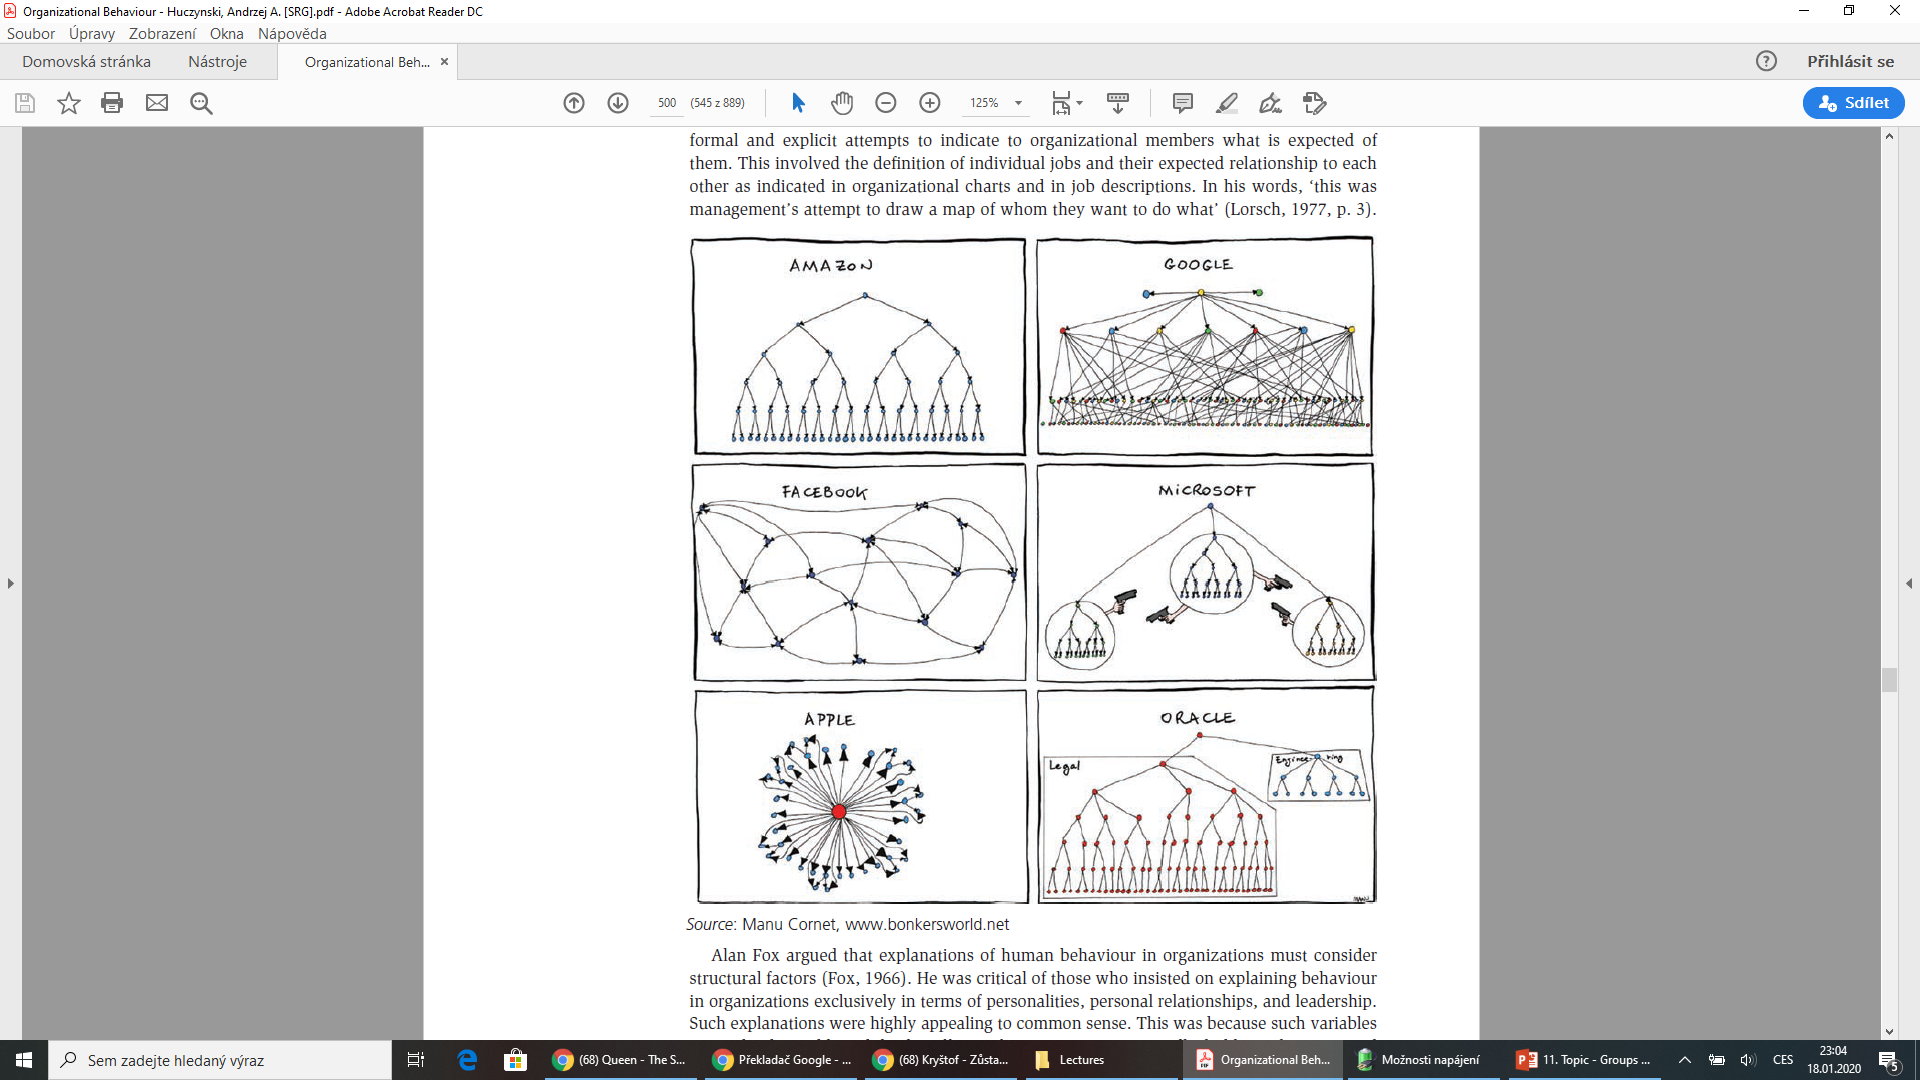 Organizational Behaviour - Huczynski, Andrzej A. [SRG].pdf - Adobe Acrobat Reader DC
Soubor Úpravy Zobrazení Okna Nápověda
Domovská stránka Nástroje Organizational Beh... × Přihlásit se
500 (545 z 889) 125% Sdílet
formal and explicit attempts to indicate to organizational members what is expected of
them. This involved the definition of individual jobs and their expected relationship to each
other as indicated in organizational charts and in job descriptions. In his words, ‘this was
management’s attempt to draw a map of whom they want to do what’ (Lorsch, 1977, p. 3).
AMAZON
GOOGLE
FACEBOOK
MICROSOFT
APPLE
ORACLE
Legal
Engineering
MANU
Source: Manu Cornet, www.bonkersworld.net
Alan Fox argued that explanations of human behaviour in organizations must consider
structural factors (Fox, 1966). He was critical of those who insisted on explaining behaviour
in organizations exclusively in terms of personalities, personal relationships, and leadership.
Such explanations were highly appealing to common sense. This was because such variables
Sem zadejte hledaný výraz
(68) Queen - The S...
Překladač Google - ...
(68) Kryštof - Zůsta...
Lectures
Organizational Beh...
Možnosti napájení
11. Topic - Groups ...
CES
23:04
18.01.2020
5